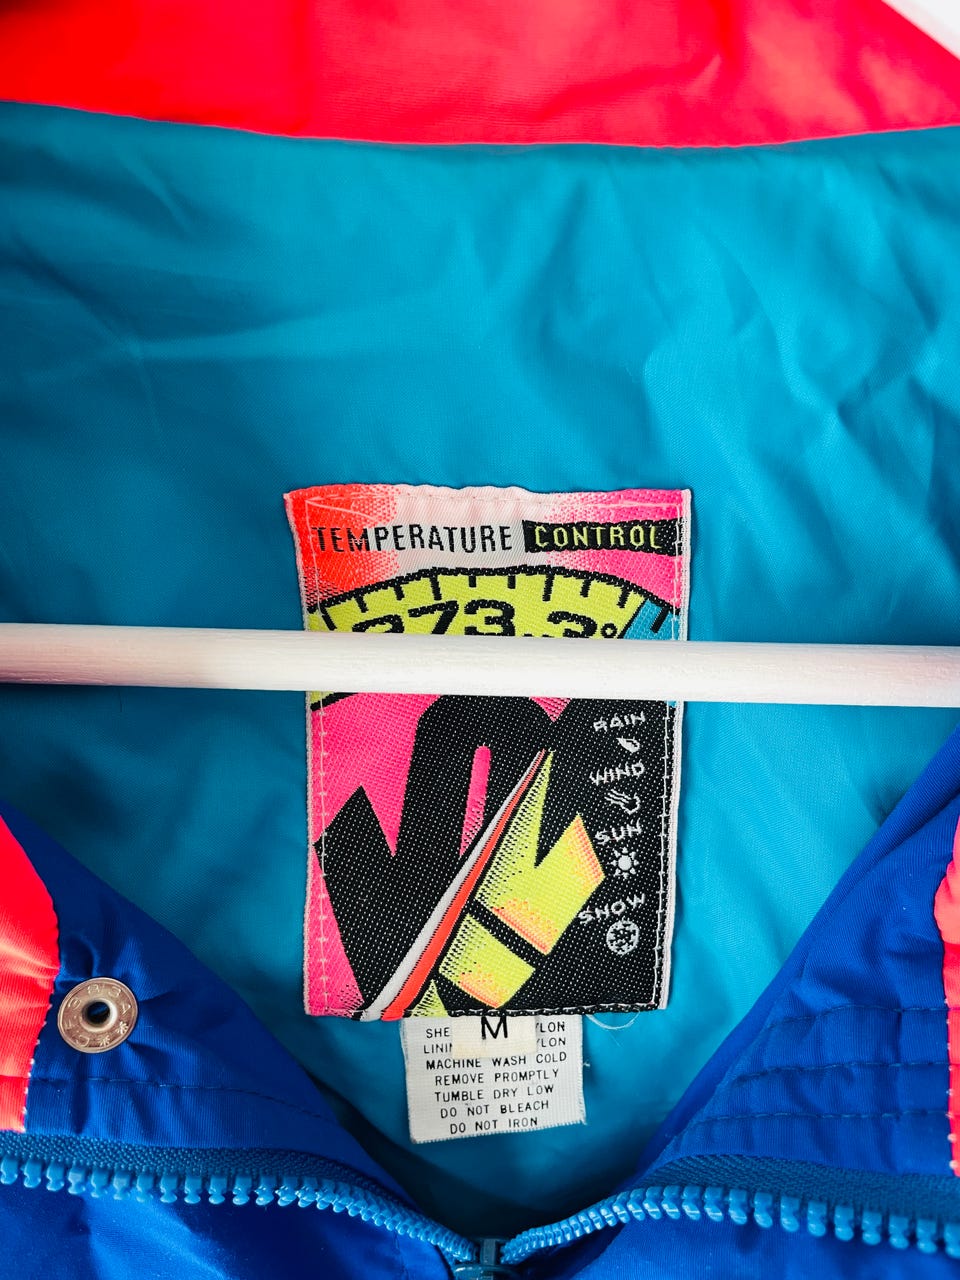 TEMPERATURE CONTROL
RAIN
WIND
SUN
SNOW
M
MACHINE WASH COLD
REMOVE PROMPTLY
TUMBLE DRY LOW
DO NOT BLEACH
DO NOT IRON